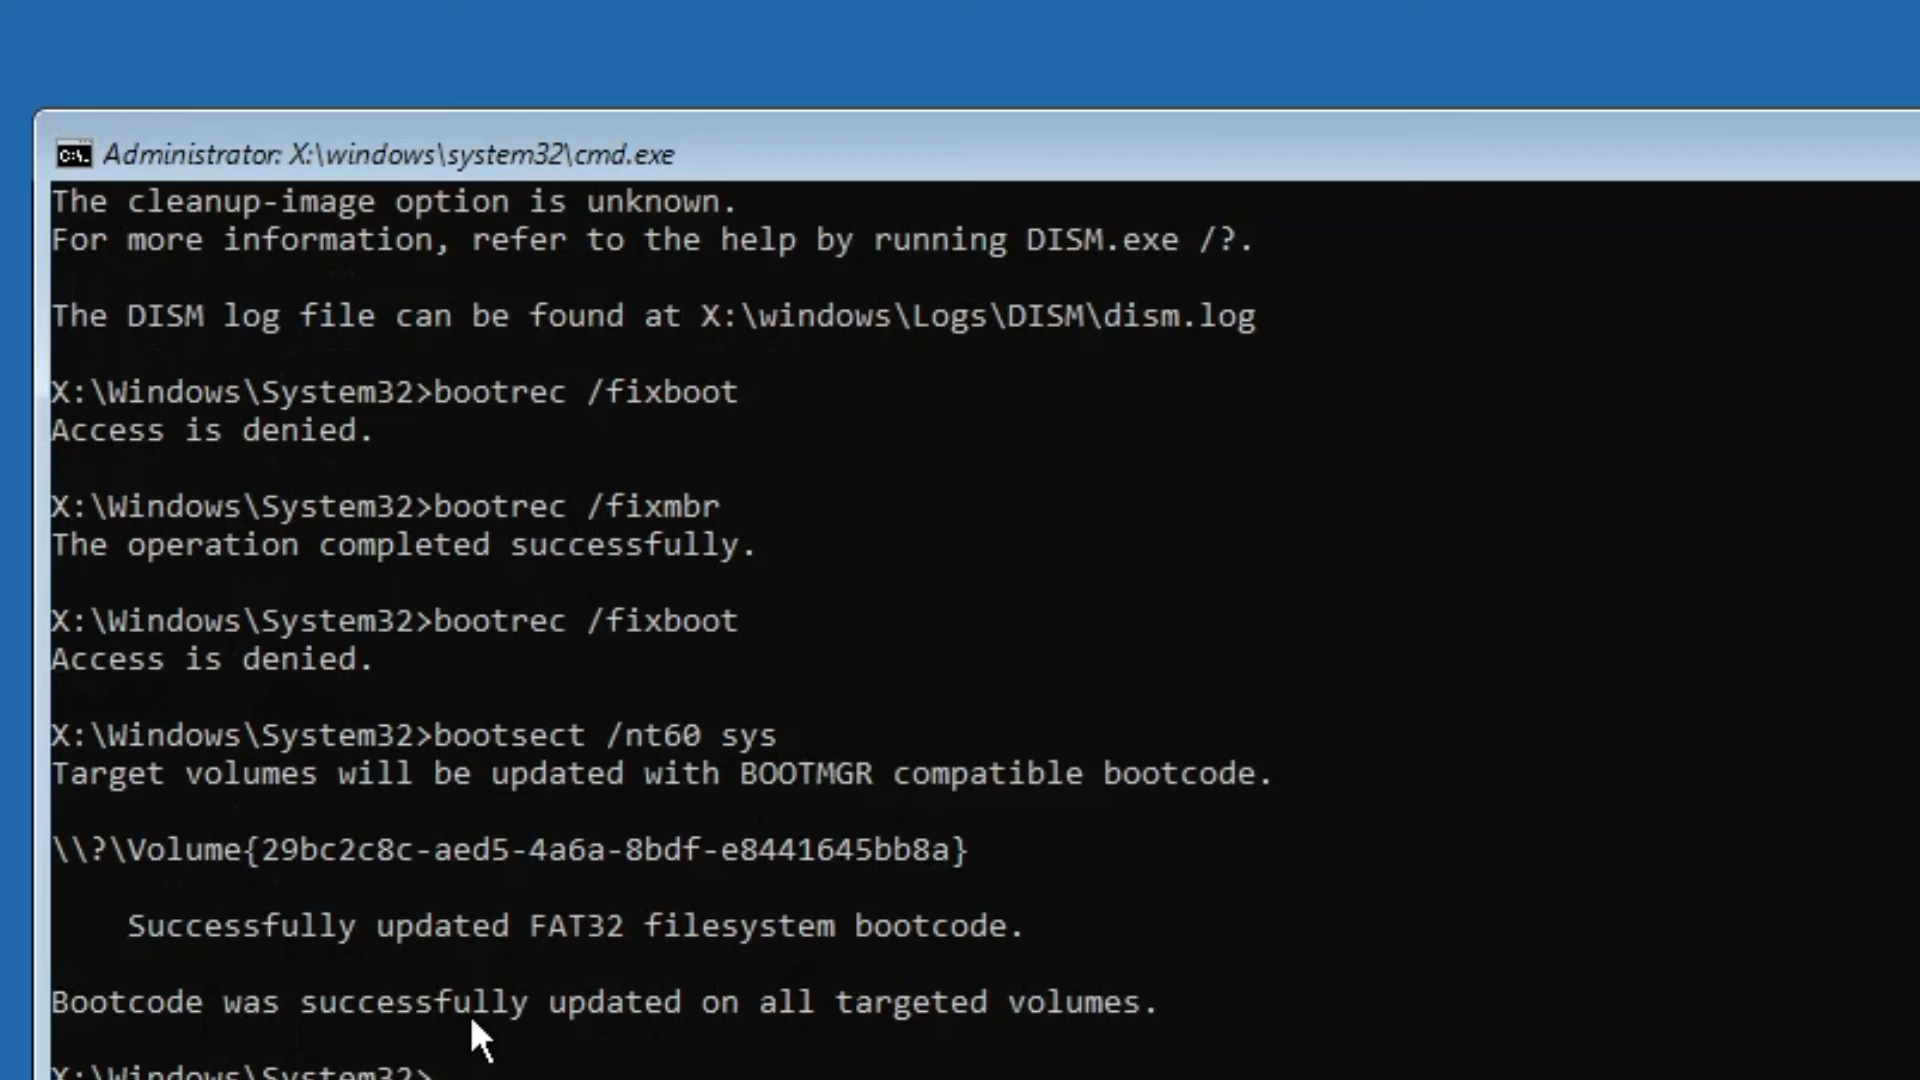 Administrator: X:\windows\system32\cmd.exe
The cleanup-image option is unknown.
For more information, refer to the help by running DISM.exe /?.
The DISM log file can be found at X:\windows\Logs\DISM\dism.log
X:\Windows\System32>bootrec /fixboot
Access is denied.
X:\Windows\System32>bootrec /fixmbr
The operation completed successfully.
X:\Windows\System32>bootrec /fixboot
Access is denied.
X:\Windows\System32>bootsect /nt60 sys
Target volumes will be updated with BOOTMGR compatible bootcode.
\\?\Volume{29bc2c8c-aed5-4a6a-8bdf-e8441645bb8a}
Successfully updated FAT32 filesystem bootcode.
Bootcode was successfully updated on all targeted volumes.
X:\Windows\System32>